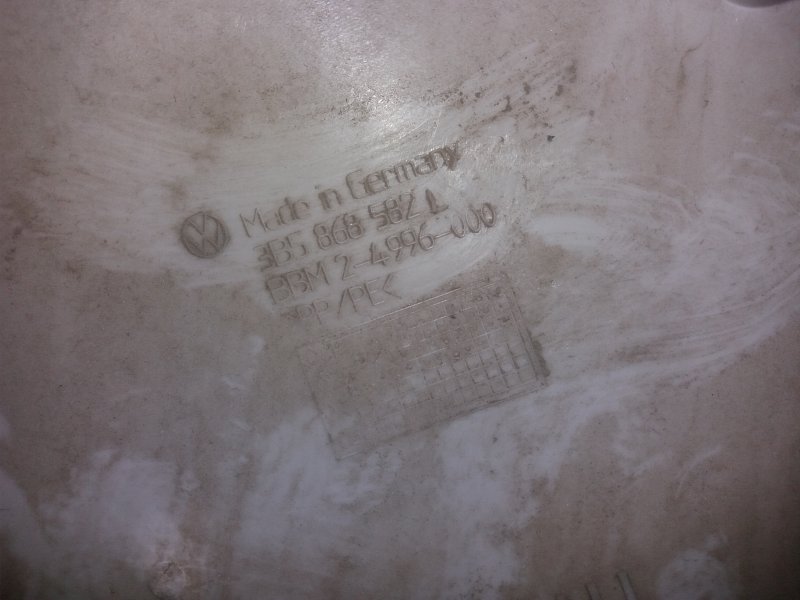 Made in Germany
3B5 868 582 L
BBM 2-4996-000
>PP/PE<